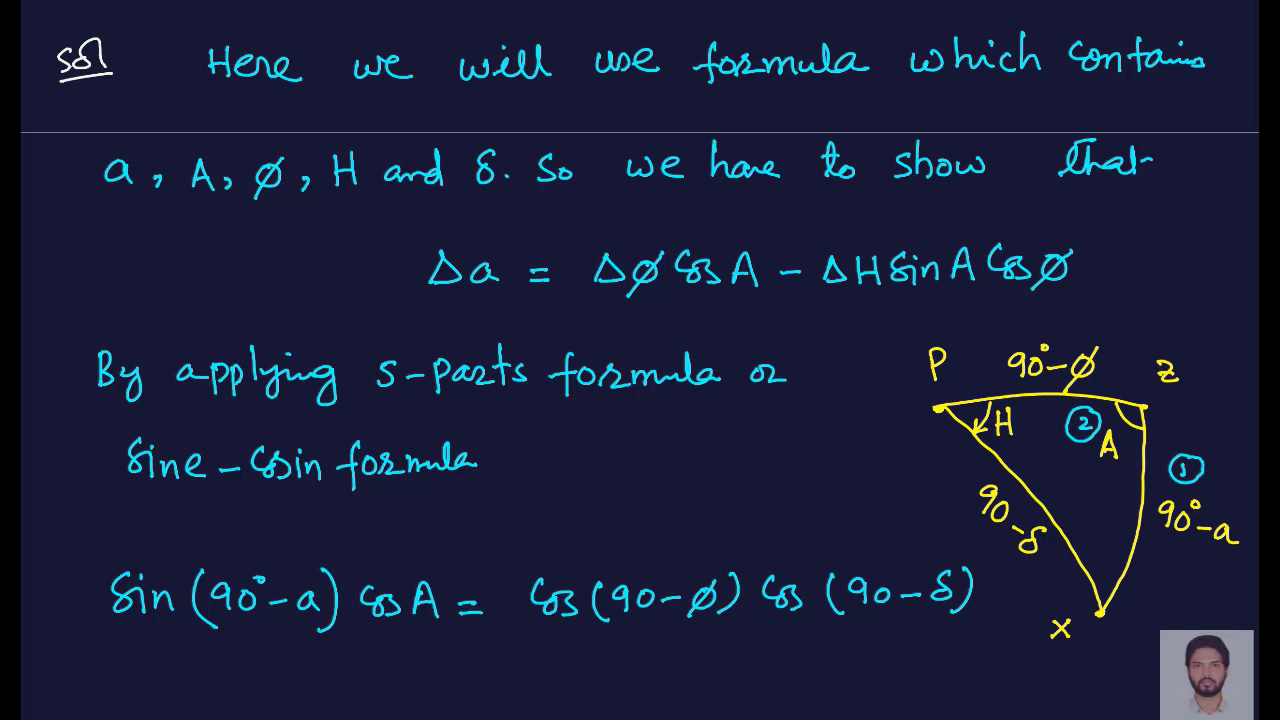 Sol Here we will use formula which contains
a, A, φ, H and δ. So we have to show that
Δa = Δφ Cos A - ΔH Sin A Cos φ
By applying 5-parts formula or
Sine - Cosin formula
Sin (90° - a) Cos A = Cos (90 - φ) Cos (90 - δ)
P 90° - φ Z
H ② A
①
90 - δ 90° - a
X